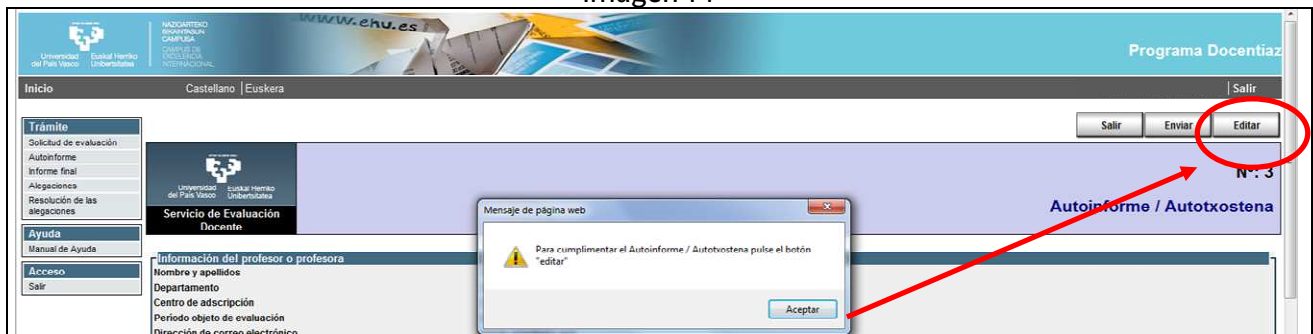 www.ehu.es
NAZIOARTEKO
BIKAINTASUN
CAMPUSA
CAMPUS DE
EXCELENCIA
INTERNACIONAL
Universidad del País Vasco
Euskal Herriko Unibertsitatea
Programa Docentiaz
Inicio
Castellano | Euskera
| Salir
Trámite
Solicitud de evaluación
Autoinforme
Informe final
Alegaciones
Resolución de las
alegaciones
Ayuda
Manual de Ayuda
Acceso
Salir
Salir
Enviar
Editar
Universidad del País Vasco
Euskal Herriko Unibertsitatea
Servicio de Evaluación
Docente
Nº: 3
Autoinforme / Autotxostena
Mensaje de página web
Para cumplimentar el Autoinforme / Autotxostena pulse el botón
"editar"
Aceptar
Información del profesor o profesora
Nombre y apellidos
Departamento
Centro de adscripción
Periodo objeto de evaluación
Dirección de correo electrónico